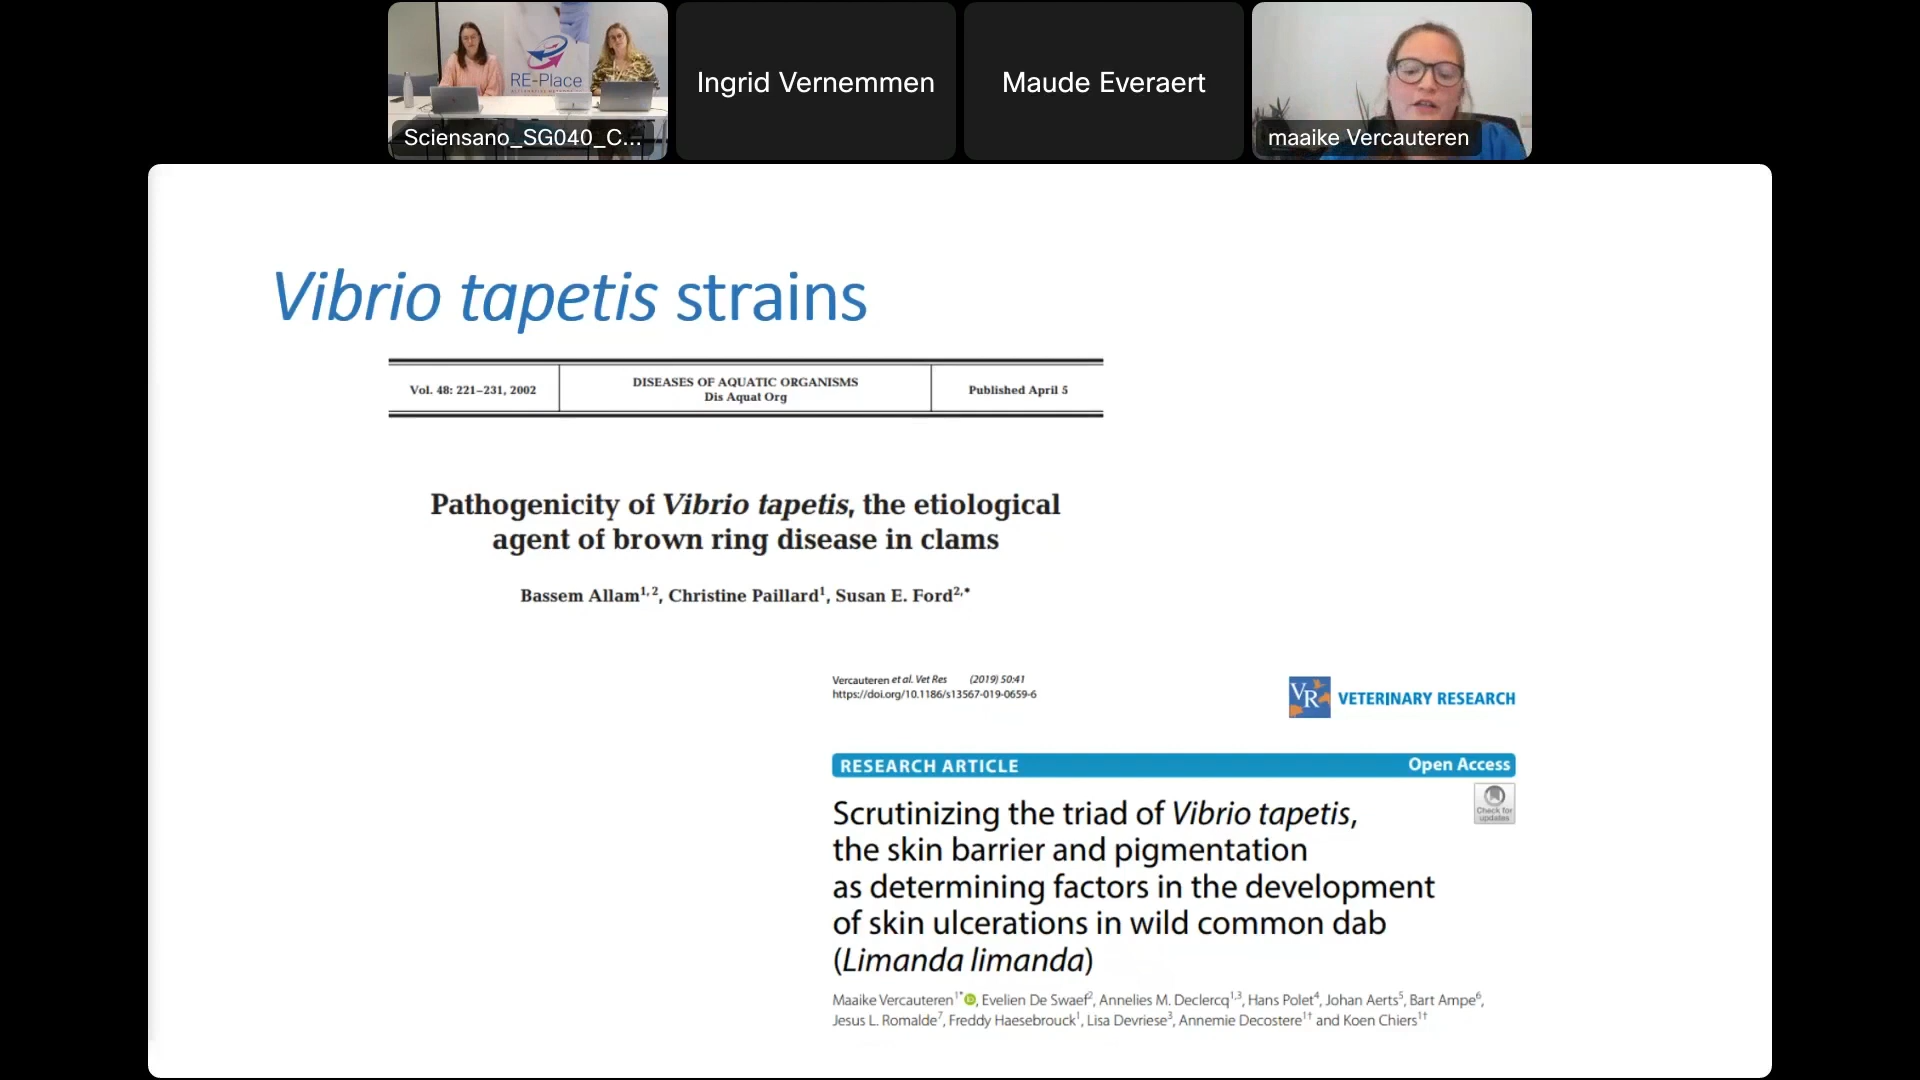 RE-Place
Sciensano_SG040_C...
Ingrid Vernemmen
Maude Everaert
maaike Vercauteren
Vibrio tapetis strains
Vol. 48: 221–231, 2002
DISEASES OF AQUATIC ORGANISMS
Dis Aquat Org
Published April 5
Pathogenicity of Vibrio tapetis, the etiological
agent of brown ring disease in clams
Bassem Allam1,2, Christine Paillard1, Susan E. Ford2,*
Vercauteren et al. Vet Res (2019) 50:41
https://doi.org/10.1186/s13567-019-0659-6
VR VETERINARY RESEARCH
RESEARCH ARTICLE
Open Access
Check for
updates
Scrutinizing the triad of Vibrio tapetis,
the skin barrier and pigmentation
as determining factors in the development
of skin ulcerations in wild common dab
(Limanda limanda)
Maaike Vercauteren1*, Evelien De Swaef2, Annelies M. Declercq1,3, Hans Polet4, Johan Aerts5, Bart Ampe6,
Jesus L. Romalde7, Freddy Haesebrouck1, Lisa Devriese3, Annemie Decostere1† and Koen Chiers1†